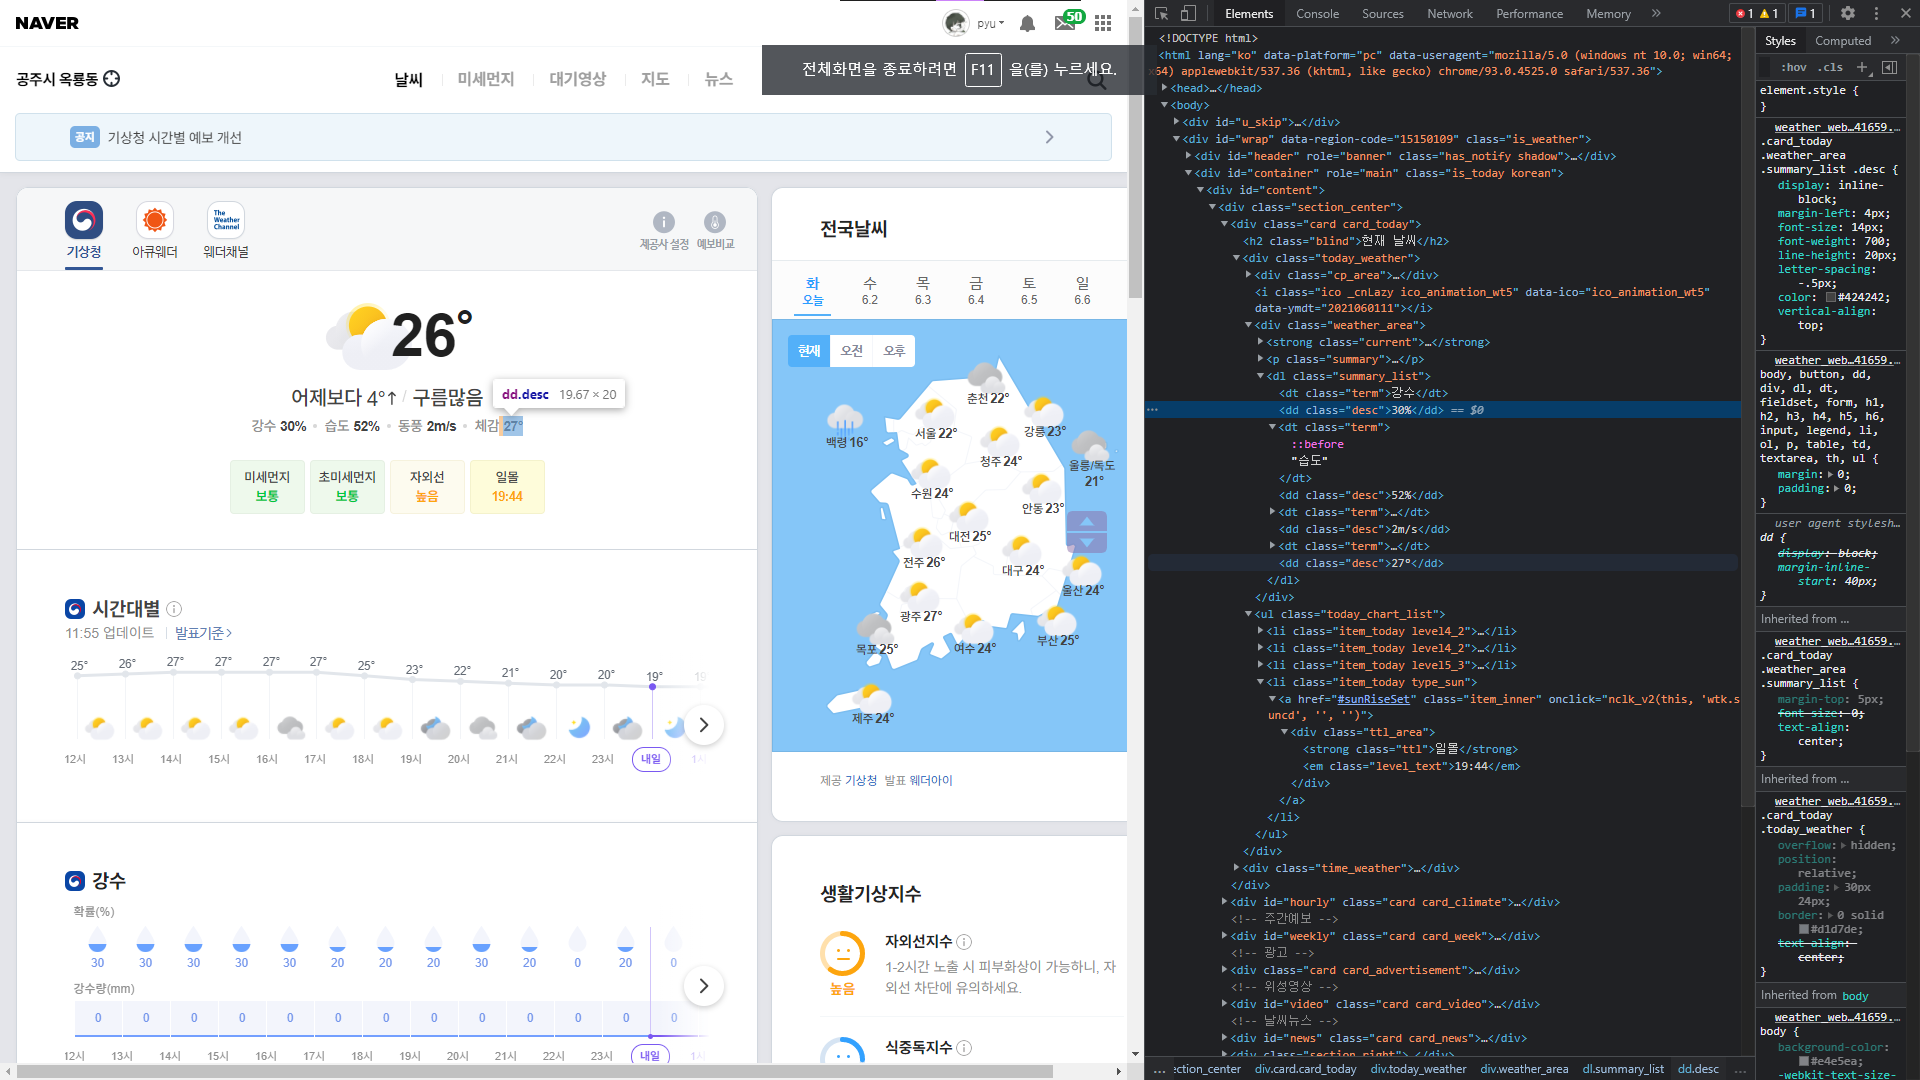 NAVER
pyu
50
공주시 옥룡동
날씨 미세먼지 대기영상 지도 뉴스
전체화면을 종료하려면 F11 을(를) 누르세요.
공지 기상청 시간별 예보 개선
기상청
The Weather Channel
아큐웨더 웨더채널
제공사 설정 예보비교
26°
어제보다 4°↑ / 구름많음
dd.desc 19.67 × 20
강수 30% • 습도 52% • 동풍 2m/s • 체감 27°
미세먼지 초미세먼지 자외선 일몰
보통 보통 높음 19:44
시간대별
11:55 업데이트 발표기준
25° 26° 27° 27° 27° 27° 25° 23° 22° 21° 20° 20° 19°
12시 13시 14시 15시 16시 17시 18시 19시 20시 21시 22시 23시 내일
강수
확률(%)
30 30 30 30 30 20 20 20 30 20 0 20 0
강수량(mm)
0 0 0 0 0 0 0 0 0 0 0 0 0
12시 13시 14시 15시 16시 17시 18시 19시 20시 21시 22시 23시 내일
전국날씨
화 수 목 금 토 일
오늘 6.2 6.3 6.4 6.5 6.6
현재 오전 오후
춘천 22°
백령 16°
서울 22°
강릉 23°
청주 24°
울릉/독도 21°
수원 24°
안동 23°
대전 25°
전주 26°
대구 24°
울산 24°
광주 27°
부산 25°
목포 25°
여수 24°
제주 24°
제공 기상청 발표 웨더아이
생활기상지수
자외선지수
1-2시간 노출 시 피부화상이 가능하니, 자
외선 차단에 유의하세요.
높음
식중독지수
Elements Console Sources Network Performance Memory » 1 1 1
<!DOCTYPE html>
<html lang="ko" data-platform="pc" data-useragent="mozilla/5.0 (windows nt 10.0; win64;
64) applewebkit/537.36 (khtml, like gecko) chrome/93.0.4525.0 safari/537.36">
<head>…</head>
<body>
<div id="u_skip">…</div>
<div id="wrap" data-region-code="15150109" class="is_weather">
<div id="header" role="banner" class="has_notify shadow">…</div>
<div id="container" role="main" class="is_today korean">
<div id="content">
<div class="section_center">
<div class="card card_today">
<h2 class="blind">현재 날씨</h2>
<div class="today_weather">
<div class="cp_area">…</div>
<i class="ico _cnLazy ico_animation_wt5" data-ico="ico_animation_wt5"
data-ymdt="2021060111"></i>
<div class="weather_area">
<strong class="current">…</strong>
<p class="summary">…</p>
<dl class="summary_list">
<dt class="term">강수</dt>
<dd class="desc">30%</dd> == $0
<dt class="term">
::before
"습도"
</dt>
<dd class="desc">52%</dd>
<dt class="term">…</dt>
<dd class="desc">2m/s</dd>
<dt class="term">…</dt>
<dd class="desc">27°</dd>
</dl>
</div>
<ul class="today_chart_list">
<li class="item_today level4_2">…</li>
<li class="item_today level4_2">…</li>
<li class="item_today level5_3">…</li>
<li class="item_today type_sun">
<a href="#sunRiseSet" class="item_inner" onclick="nclk_v2(this, 'wtk.s
uncd', '', '')">
<div class="ttl_area">
<strong class="ttl">일몰</strong>
<em class="level_text">19:44</em>
</div>
</a>
</li>
</ul>
</div>
<div class="time_weather">…</div>
</div>
<div id="hourly" class="card card_climate">…</div>
<!-- 주간예보 -->
<div id="weekly" class="card card_week">…</div>
<!-- 광고 -->
<div class="card card_advertisement">…</div>
<!-- 위성영상 -->
<div id="video" class="card card_video">…</div>
<!-- 날씨뉴스 -->
<div id="news" class="card card_news">…</div>
<div class="section_right">…</div>
… ection_center div.card.card_today div.today_weather div.weather_area dl.summary_list dd.desc …
Styles Computed »
:hov .cls +
element.style {
}
weather_web…41659.…
.card_today
.weather_area
.summary_list .desc {
display: inline-
block;
margin-left: 4px;
font-size: 14px;
font-weight: 700;
line-height: 20px;
letter-spacing:
-.5px;
color: #424242;
vertical-align:
top;
}
weather_web…41659.…
body, button, dd,
div, dl, dt,
fieldset, form, h1,
h2, h3, h4, h5, h6,
input, legend, li,
ol, p, table, td,
textarea, th, ul {
margin: 0;
padding: 0;
}
user agent stylesh…
dd {
display: block;
margin-inline-
start: 40px;
}
Inherited from …
weather_web…41659.…
.card_today
.weather_area
.summary_list {
margin-top: 5px;
font-size: 0;
text-align:
center;
}
Inherited from …
weather_web…41659.…
.card_today
.today_weather {
overflow: hidden;
position:
relative;
padding: 30px
24px;
border: 0 solid
#d1d7de;
text-align:
center;
}
Inherited from body
weather_web…41659.…
body {
background-color:
#e4e5ea;
-webkit-text-size-